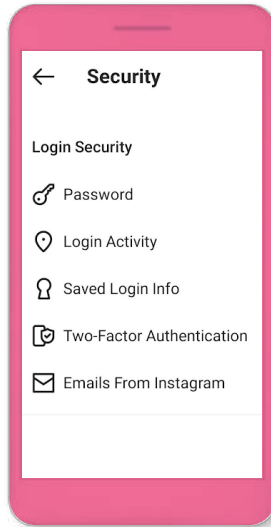 Security
Login Security
Password
Login Activity
Saved Login Info
Two-Factor Authentication
Emails From Instagram